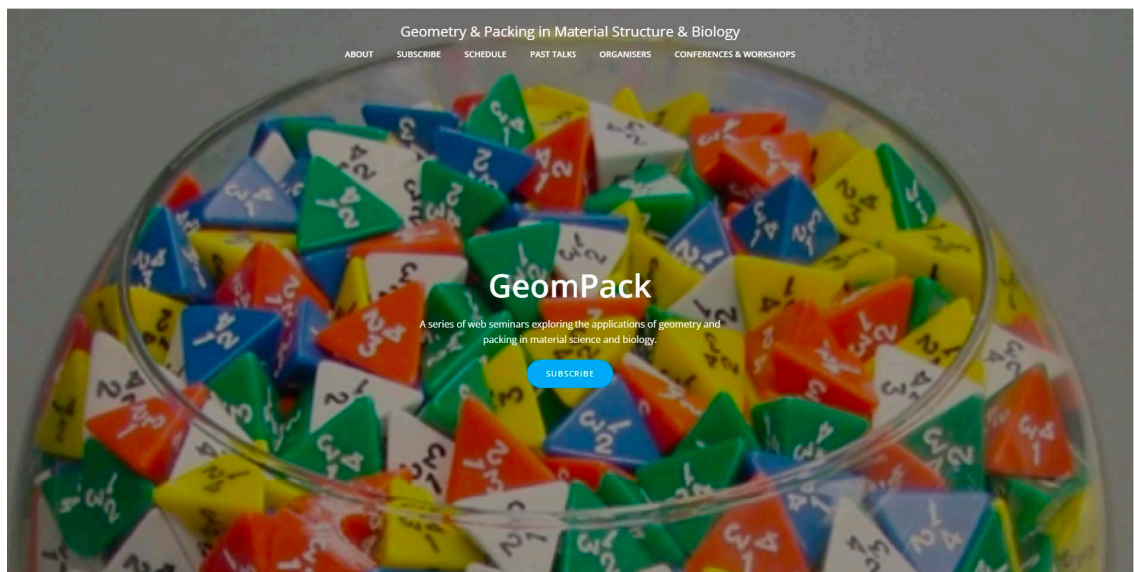 Geometry & Packing in Material Structure & Biology
ABOUT SUBSCRIBE SCHEDULE PAST TALKS ORGANISERS CONFERENCES & WORKSHOPS
GeomPack
A series of web seminars exploring the applications of geometry and
packing in material science and biology.
SUBSCRIBE